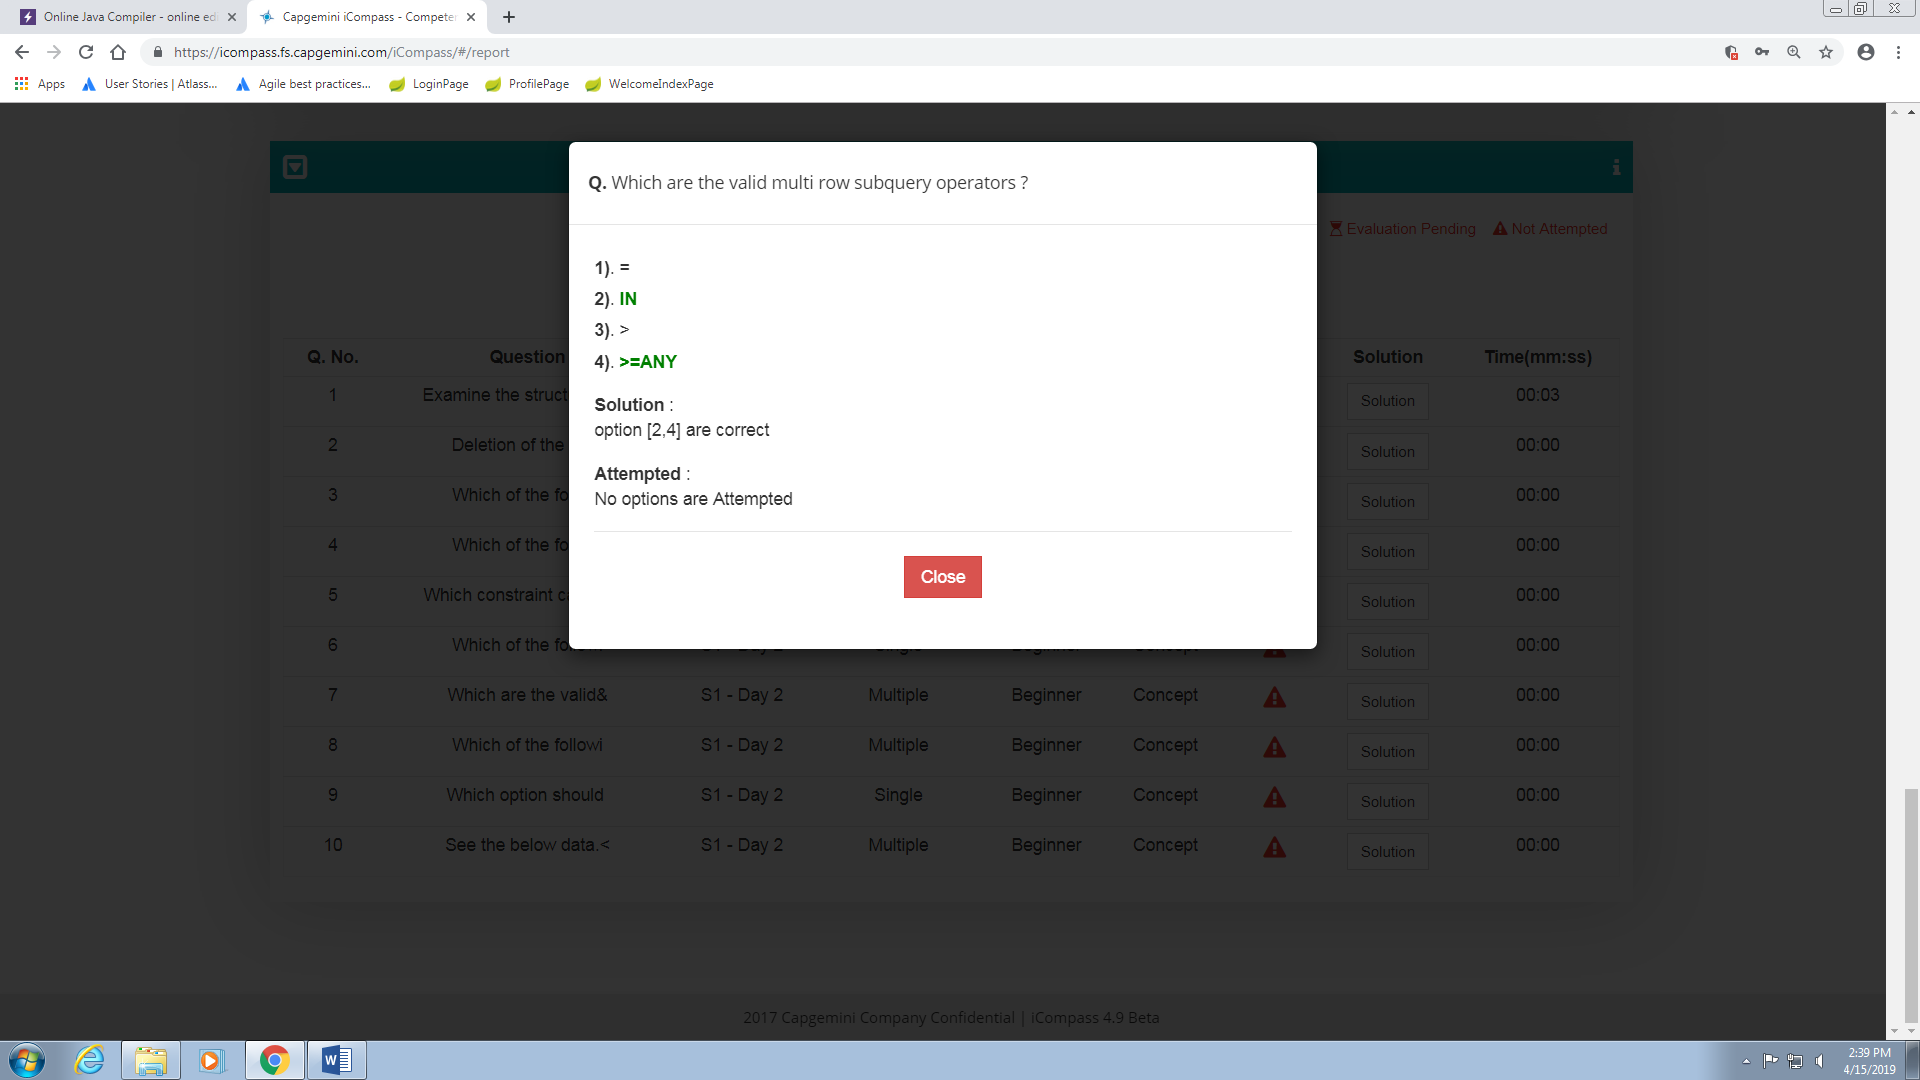 Online Java Compiler - online ed
Capgemini iCompass - Compete
https://icompass.fs.capgemini.com/iCompass/#/report
Apps
User Stories | Atlass...
Agile best practices...
LoginPage
ProfilePage
WelcomeIndexPage
Q. Which are the valid multi row subquery operators ?
Evaluation Pending
Not Attempted
1). =
2). IN
3). >
4). >=ANY
Solution :
option [2,4] are correct
Attempted :
No options are Attempted
Close
Q. No. Question Solution Time(mm:ss)
1 Examine the struct Solution 00:03
2 Deletion of the Solution 00:00
3 Which of the fo Solution 00:00
4 Which of the fo Solution 00:00
5 Which constraint c Solution 00:00
6 Which of the fo Solution 00:00
7 Which are the valid& S1 - Day 2 Multiple Beginner Concept Solution 00:00
8 Which of the followi S1 - Day 2 Multiple Beginner Concept Solution 00:00
9 Which option should S1 - Day 2 Single Beginner Concept Solution 00:00
10 See the below data.< S1 - Day 2 Multiple Beginner Concept Solution 00:00
2017 Capgemini Company Confidential | iCompass 4.9 Beta
2:39 PM
4/15/2019